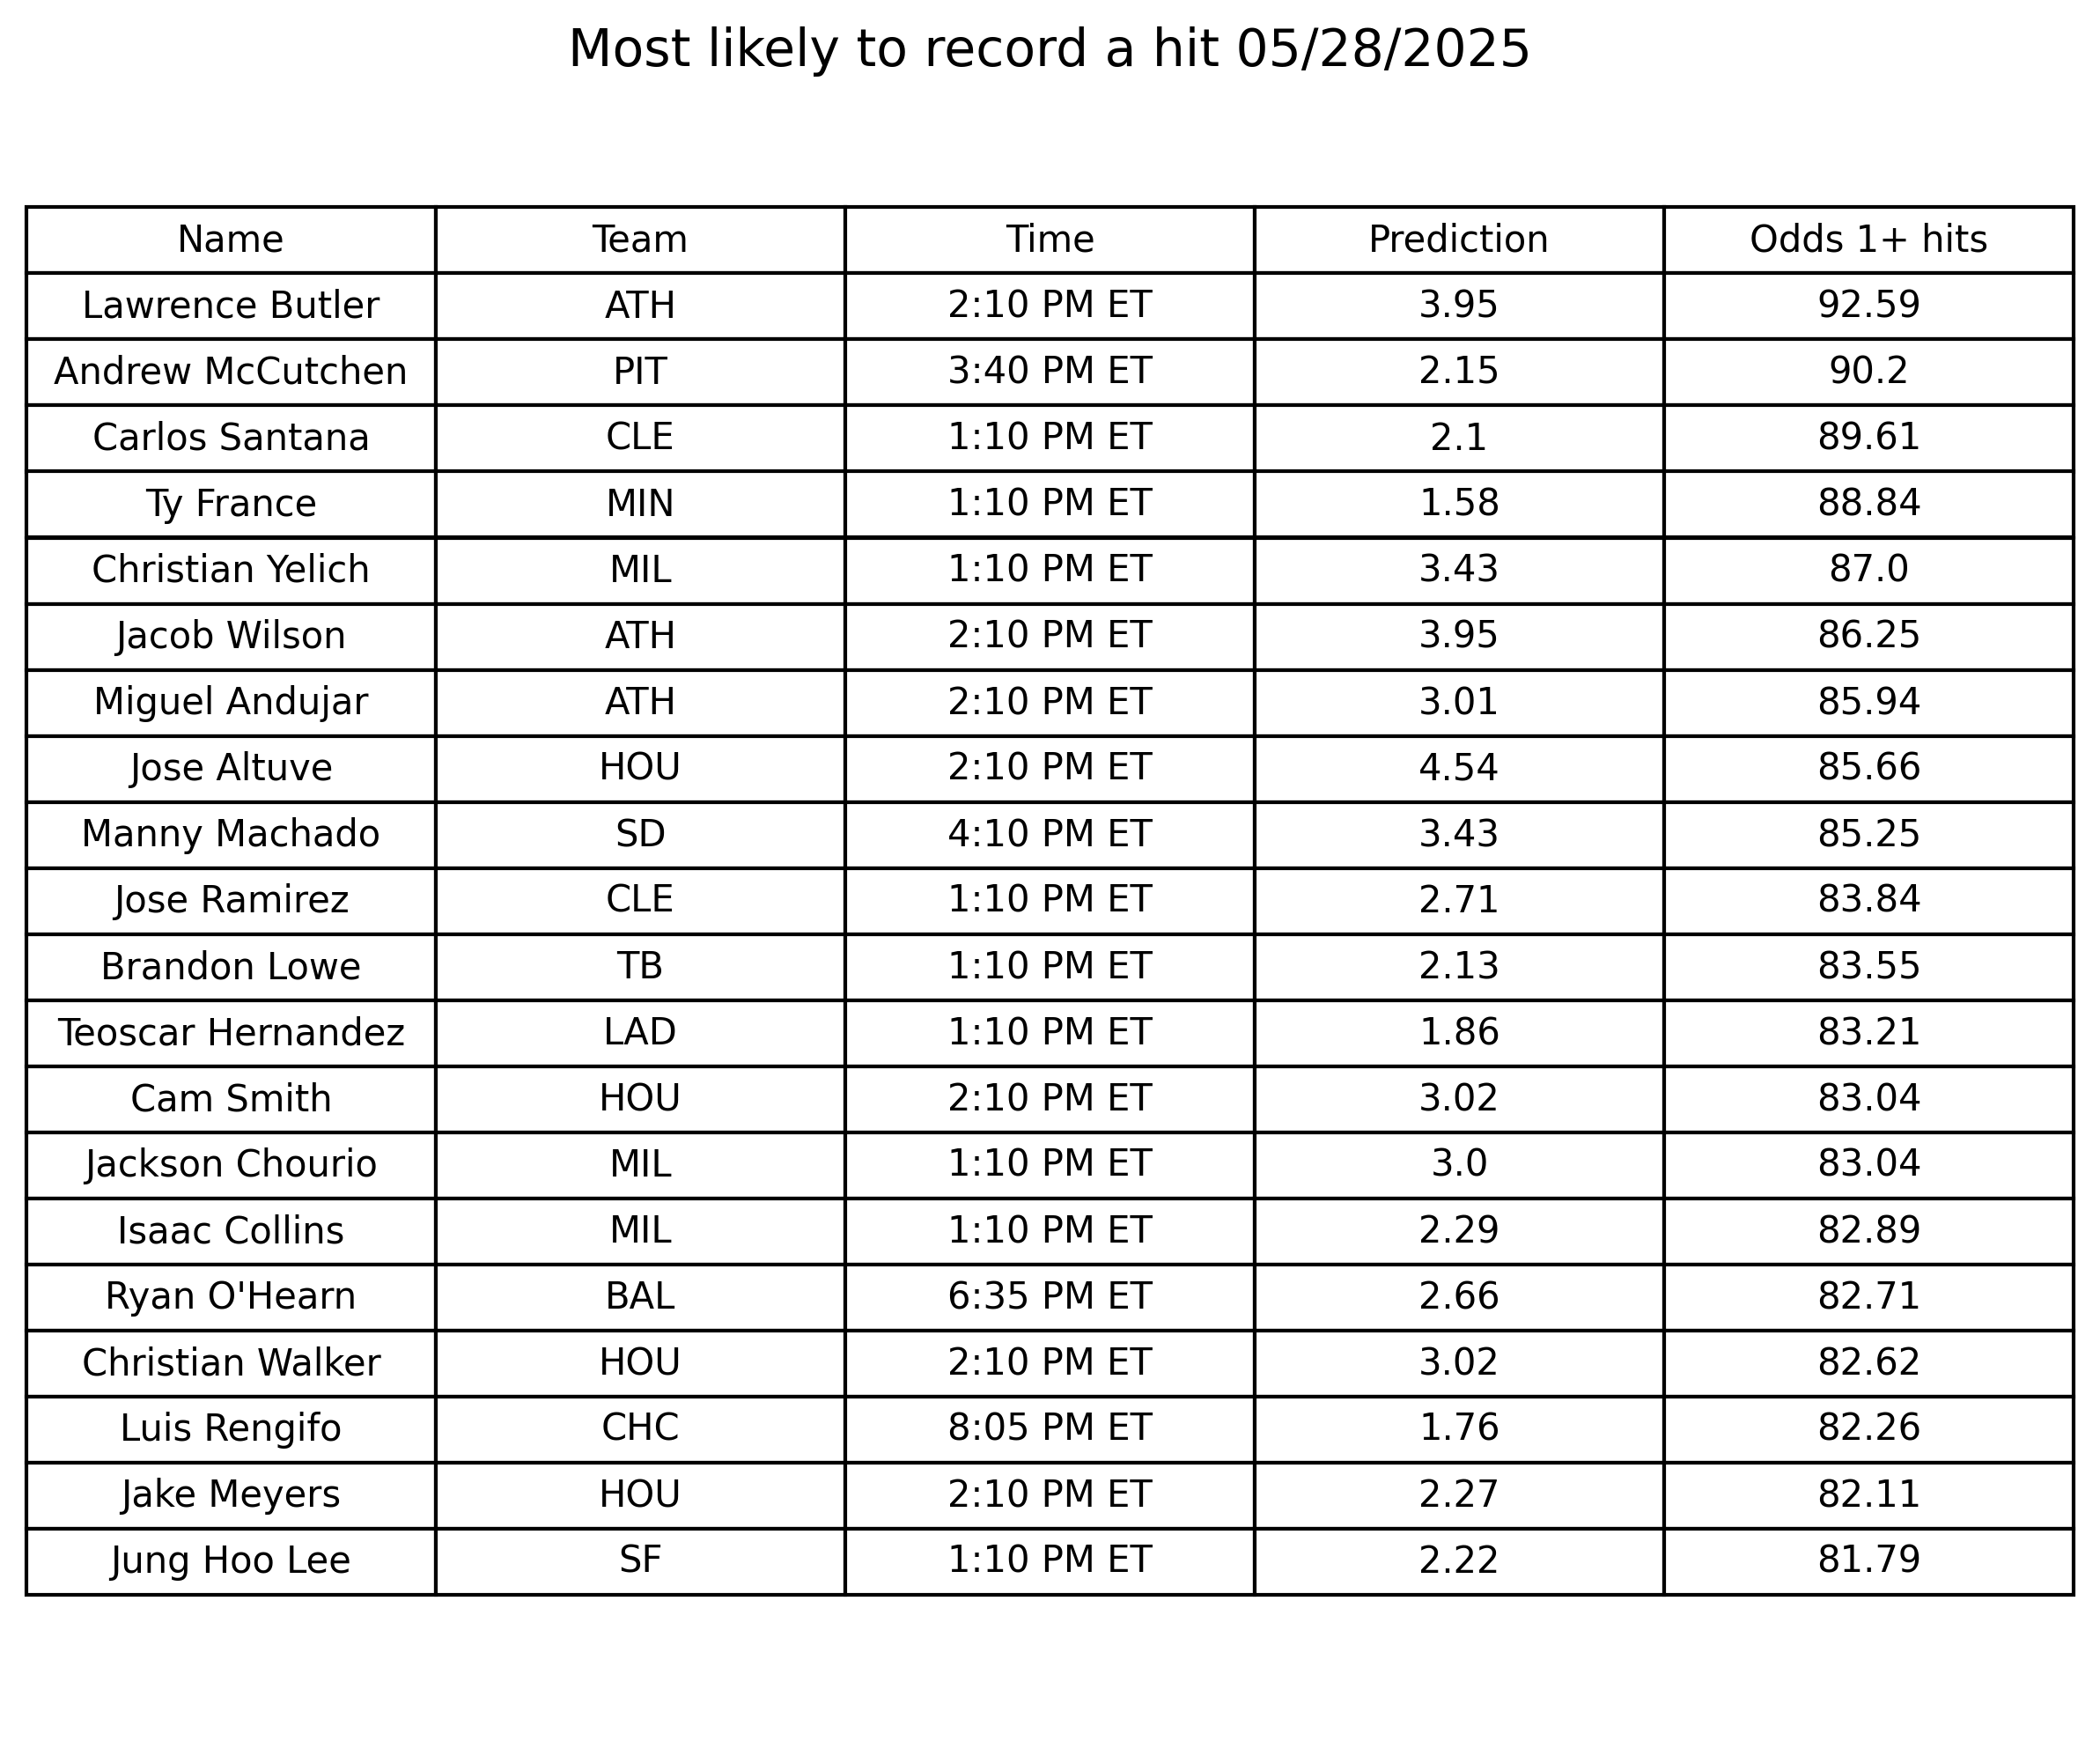 Most likely to record a hit 05/28/2025
Name Team Time Prediction Odds 1+ hits
Lawrence Butler ATH 2:10 PM ET 3.95 92.59
Andrew McCutchen PIT 3:40 PM ET 2.15 90.2
Carlos Santana CLE 1:10 PM ET 2.1 89.61
Ty France MIN 1:10 PM ET 1.58 88.84
Christian Yelich MIL 1:10 PM ET 3.43 87.0
Jacob Wilson ATH 2:10 PM ET 3.95 86.25
Miguel Andujar ATH 2:10 PM ET 3.01 85.94
Jose Altuve HOU 2:10 PM ET 4.54 85.66
Manny Machado SD 4:10 PM ET 3.43 85.25
Jose Ramirez CLE 1:10 PM ET 2.71 83.84
Brandon Lowe TB 1:10 PM ET 2.13 83.55
Teoscar Hernandez LAD 1:10 PM ET 1.86 83.21
Cam Smith HOU 2:10 PM ET 3.02 83.04
Jackson Chourio MIL 1:10 PM ET 3.0 83.04
Isaac Collins MIL 1:10 PM ET 2.29 82.89
Ryan O'Hearn BAL 6:35 PM ET 2.66 82.71
Christian Walker HOU 2:10 PM ET 3.02 82.62
Luis Rengifo CHC 8:05 PM ET 1.76 82.26
Jake Meyers HOU 2:10 PM ET 2.27 82.11
Jung Hoo Lee SF 1:10 PM ET 2.22 81.79